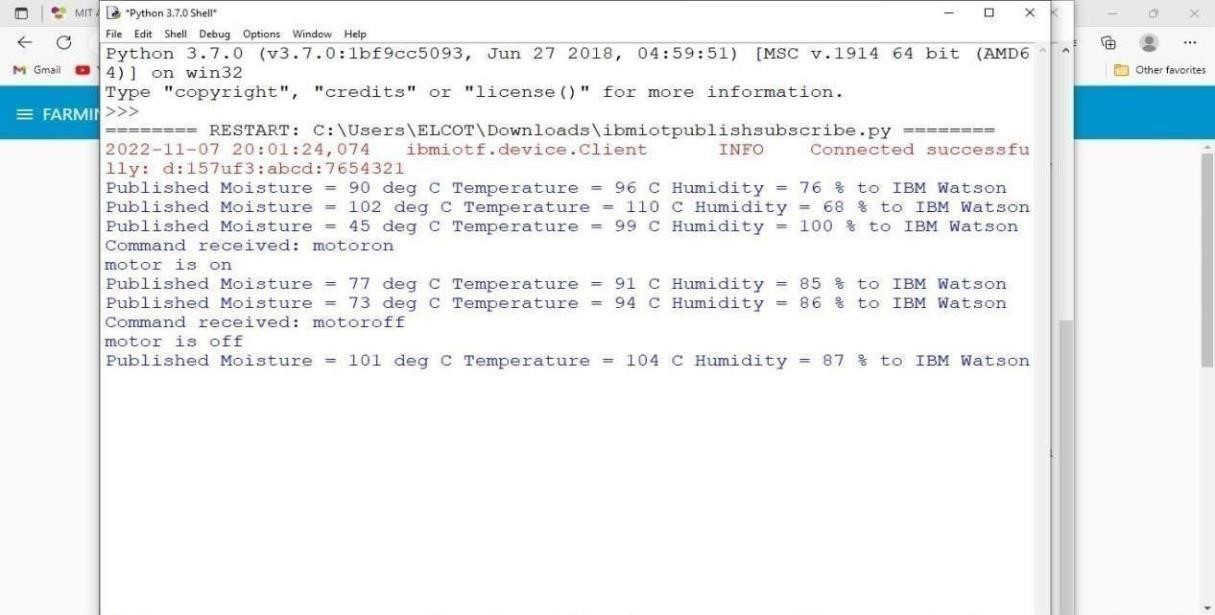 MIT
*Python 3.7.0 Shell*
File Edit Shell Debug Options Window Help
Gmail
Other favorites
FARMIN
Python 3.7.0 (v3.7.0:1bf9cc5093, Jun 27 2018, 04:59:51) [MSC v.1914 64 bit (AMD6
4)] on win32
Type "copyright", "credits" or "license()" for more information.
>>>
======== RESTART: C:\Users\ELCOT\Downloads\ibmiotpublishsubscribe.py ========
2022-11-07 20:01:24,074 ibmiotf.device.Client INFO Connected successfu
lly: d:157uf3:abcd:7654321
Published Moisture = 90 deg C Temperature = 96 C Humidity = 76 % to IBM Watson
Published Moisture = 102 deg C Temperature = 110 C Humidity = 68 % to IBM Watson
Published Moisture = 45 deg C Temperature = 99 C Humidity = 100 % to IBM Watson
Command received: motoron
motor is on
Published Moisture = 77 deg C Temperature = 91 C Humidity = 85 % to IBM Watson
Published Moisture = 73 deg C Temperature = 94 C Humidity = 86 % to IBM Watson
Command received: motoroff
motor is off
Published Moisture = 101 deg C Temperature = 104 C Humidity = 87 % to IBM Watson